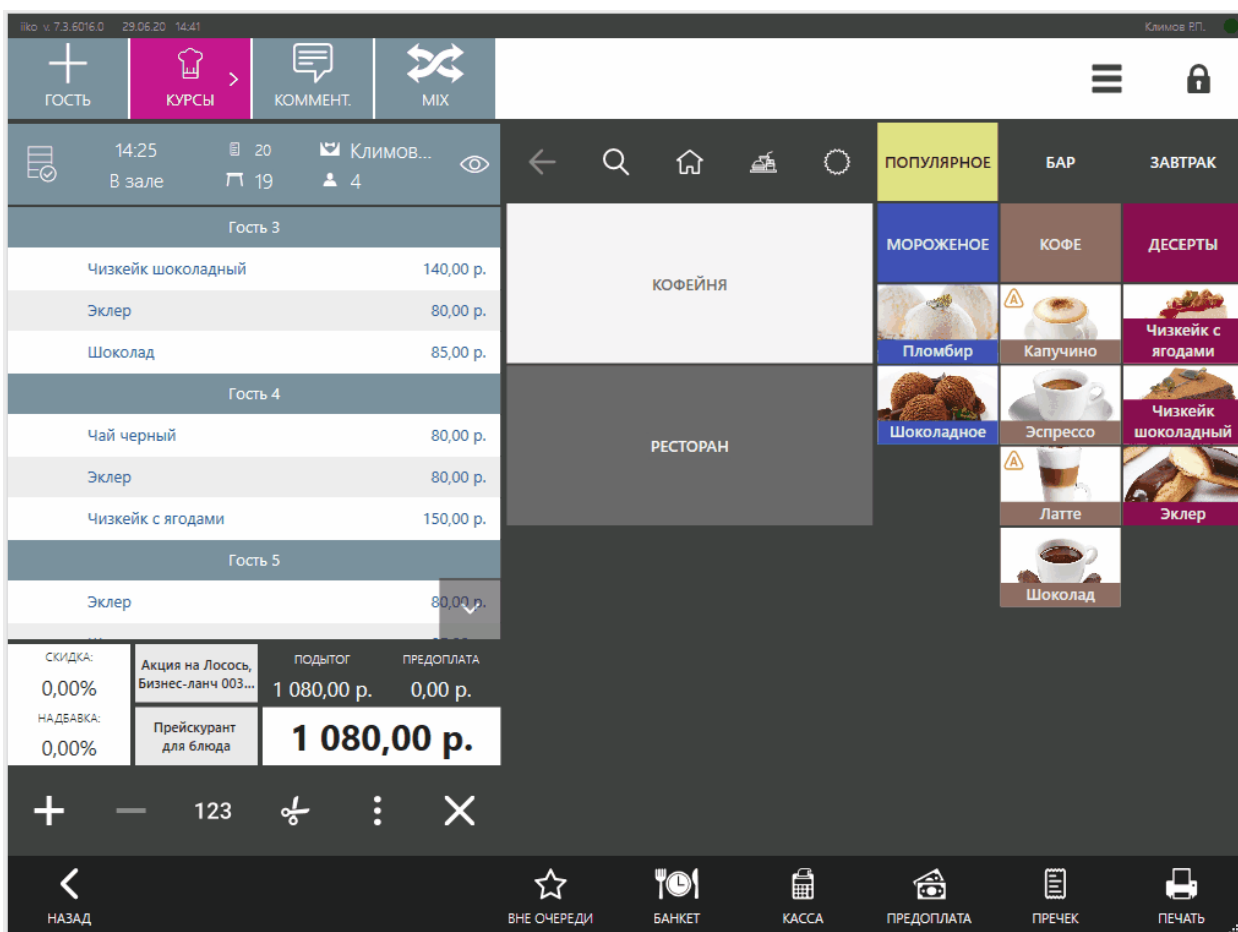 iiko v. 7.3.6016.0 29.06.20 14:41 Климов Р.П.
ГОСТЬ КУРСЫ КОММЕНТ. MIX
14:25 20 Климов...
В зале 19 4
ПОПУЛЯРНОЕ БАР ЗАВТРАК
Гость 3
Чизкейк шоколадный 140,00 р.
Эклер 80,00 р.
Шоколад 85,00 р.
Гость 4
Чай черный 80,00 р.
Эклер 80,00 р.
Чизкейк с ягодами 150,00 р.
Гость 5
Эклер 80,00 р.
КОФЕЙНЯ
РЕСТОРАН
МОРОЖЕНОЕ КОФЕ ДЕСЕРТЫ
Пломбир Капучино Чизкейк с
ягодами
Шоколадное Эспрессо Чизкейк
шоколадный
Латте Эклер
Шоколад
СКИДКА:
0,00%
НАДБАВКА:
0,00%
Акция на Лосось,
Бизнес-ланч 003...
Прейскурант
для блюда
ПОДЫТОГ ПРЕДОПЛАТА
1 080,00 р. 0,00 р.
1 080,00 р.
123
НАЗАД ВНЕ ОЧЕРЕДИ БАНКЕТ КАССА ПРЕДОПЛАТА ПРЕЧЕК ПЕЧАТЬ